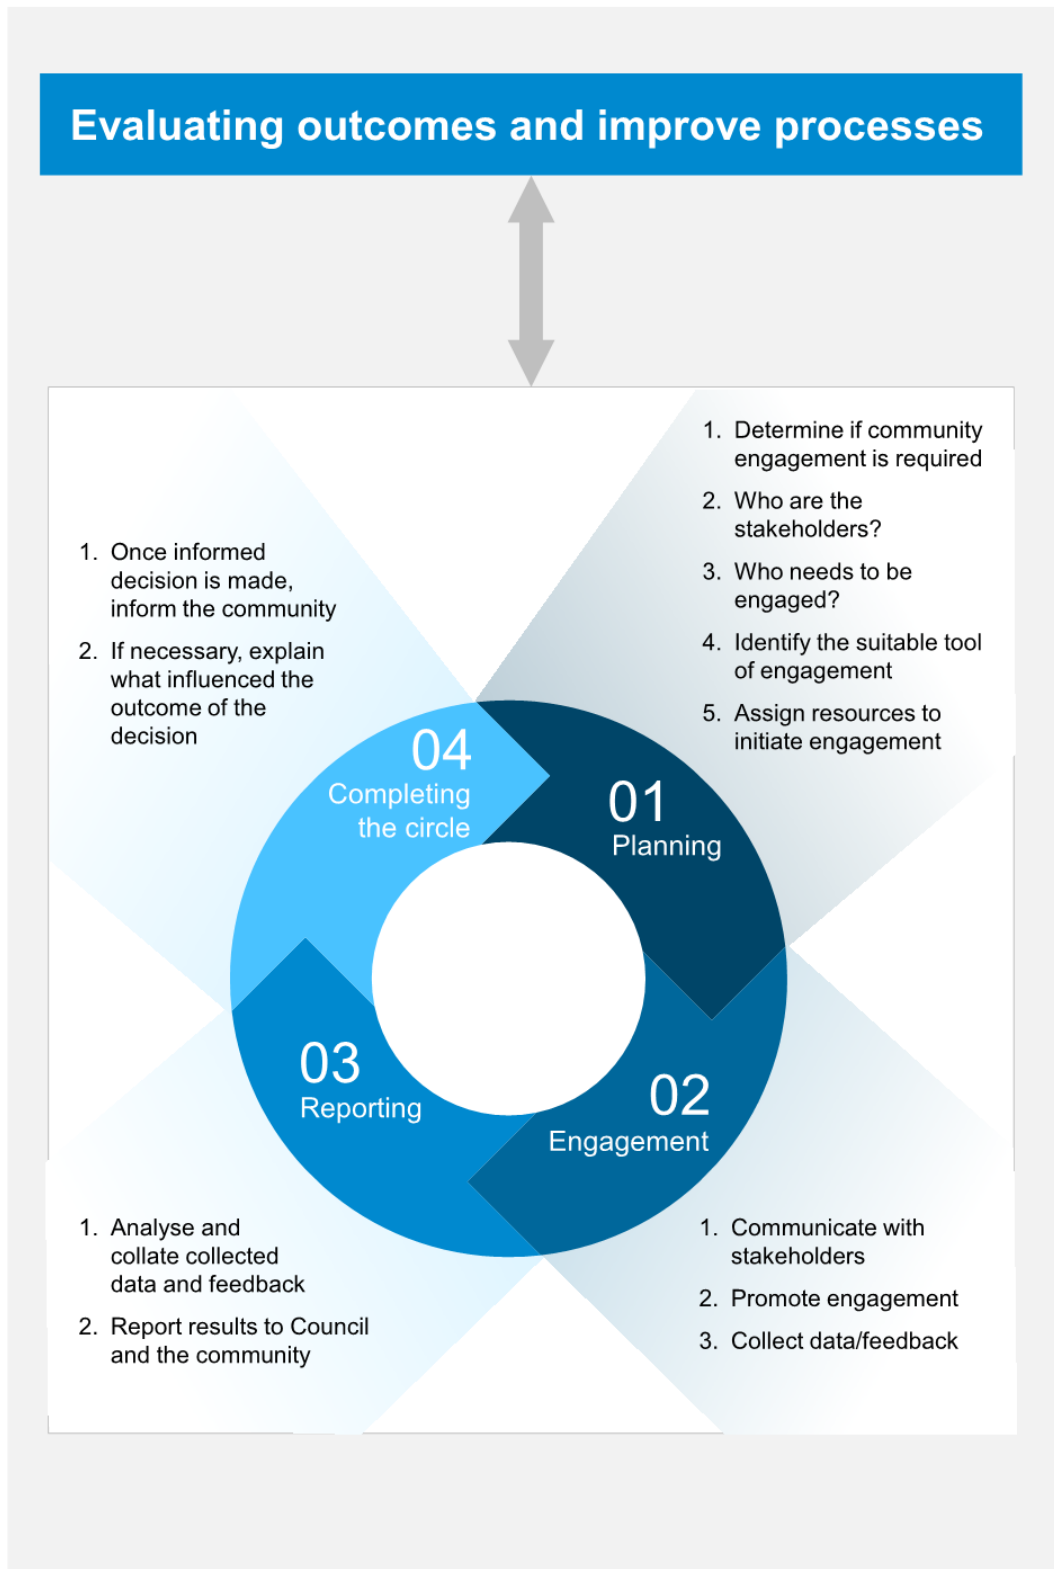 Evaluating outcomes and improve processes
1. Determine if community
engagement is required
2. Who are the
stakeholders?
3. Who needs to be
engaged?
4. Identify the suitable tool
of engagement
5. Assign resources to
initiate engagement
1. Once informed
decision is made,
inform the community
2. If necessary, explain
what influenced the
outcome of the
decision
04
Completing
the circle
01
Planning
03
Reporting
02
Engagement
1. Analyse and
collate collected
data and feedback
2. Report results to Council
and the community
1. Communicate with
stakeholders
2. Promote engagement
3. Collect data/feedback